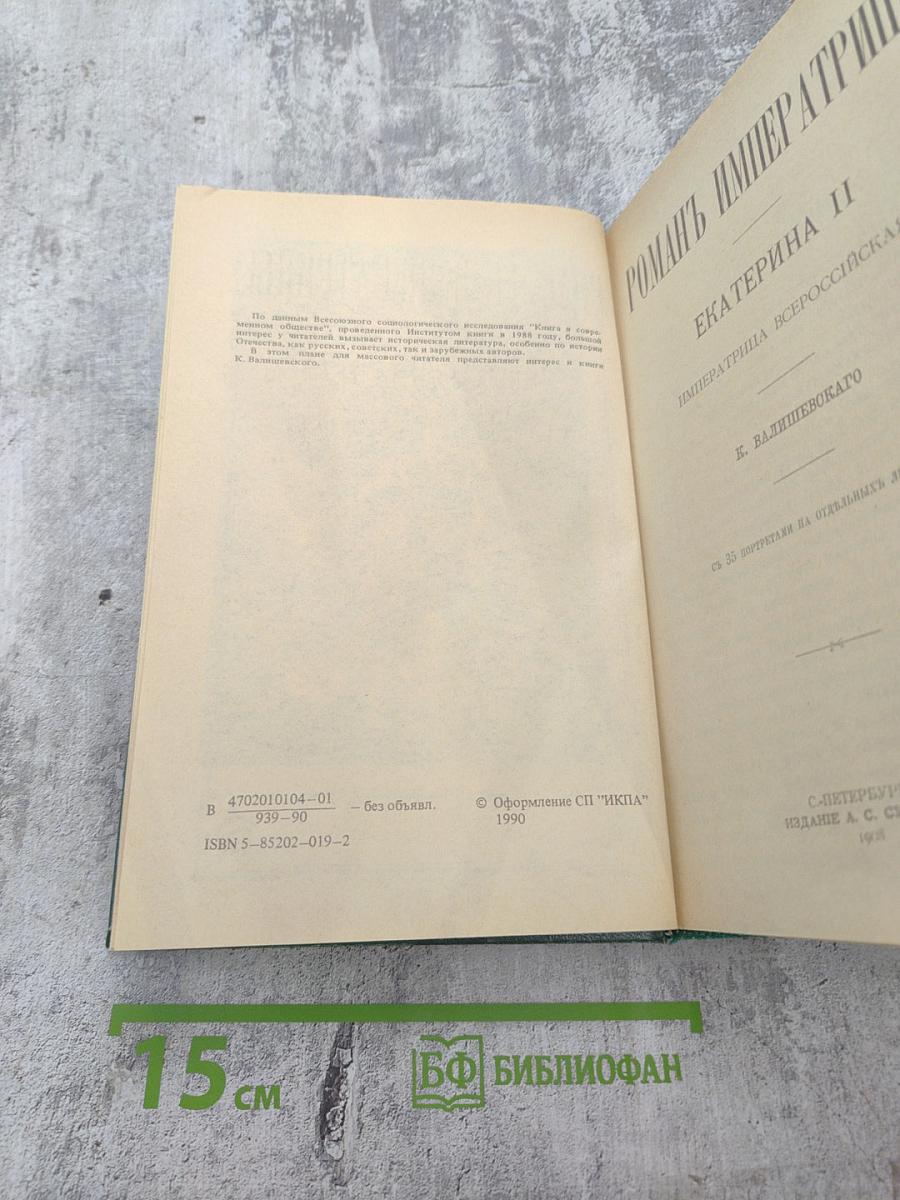 По данным Всесоюзного социологического исследования "Книга в совре-
менном обществе", проведенного Институтом книги в 1988 году, большой
интерес у читателей вызывает историческая литература, особенно по истории
Отечества, как русских, советских, так и зарубежных авторов.
В этом плане для массового читателя представляют интерес и книги
К. Валишевского.
В 4702010104—01
939—90
— без объявл.
© Оформление СП "ИКПА"
1990
ISBN 5—85202—019—2
РОМАНЪ ИМПЕРАТРИЦ
ЕКАТЕРИНА II
ИМПЕРАТРИЦА ВСЕРОССІЙСКАЯ
К. ВАЛИШЕВСКАГО
СЪ 35 ПОРТРЕТАМИ НА ОТДѢЛЬНЫХЪ
С.-ПЕТЕРБУР
ИЗДАНІЕ А. С.
1908
15 см
БФ БИБЛИОФАН